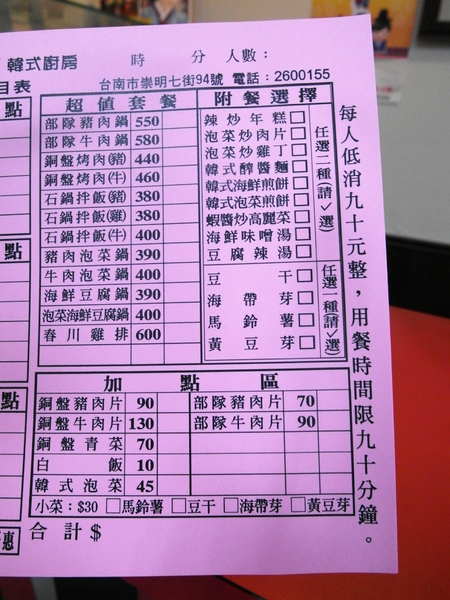 韓式廚房 時 分 人數：
目表 台南市崇明七街94號 電話：2600155
點
超值套餐
部隊豬肉鍋 550
部隊牛肉鍋 580
銅盤烤肉(豬) 440
銅盤烤肉(牛) 460
石鍋拌飯(豬) 380
石鍋拌飯(雞) 380
石鍋拌飯(牛) 400
豬肉泡菜鍋 390
牛肉泡菜鍋 400
海鮮豆腐鍋 390
泡菜海鮮豆腐鍋 400
春川雞排 600
附餐選擇
辣炒年糕
泡菜炒肉片
泡菜炒雞丁
韓式醡醬麵
韓式海鮮煎餅
韓式泡菜煎餅
蝦醬炒高麗菜
海鮮味噌湯
豆腐辣湯
任選二種請(✓選)
豆干
海帶芽
馬鈴薯
黃豆芽
任選一種請(✓選)
每人低消九十元整，用餐時間限九十分鐘。
點
點
加點區
銅盤豬肉片 90 部隊豬肉片 70
銅盤牛肉片 130 部隊牛肉片 90
銅盤青菜 70
白飯 10
韓式泡菜 45
小菜：$30 □馬鈴薯 □豆干 □海帶芽 □黃豆芽
惠
合計$